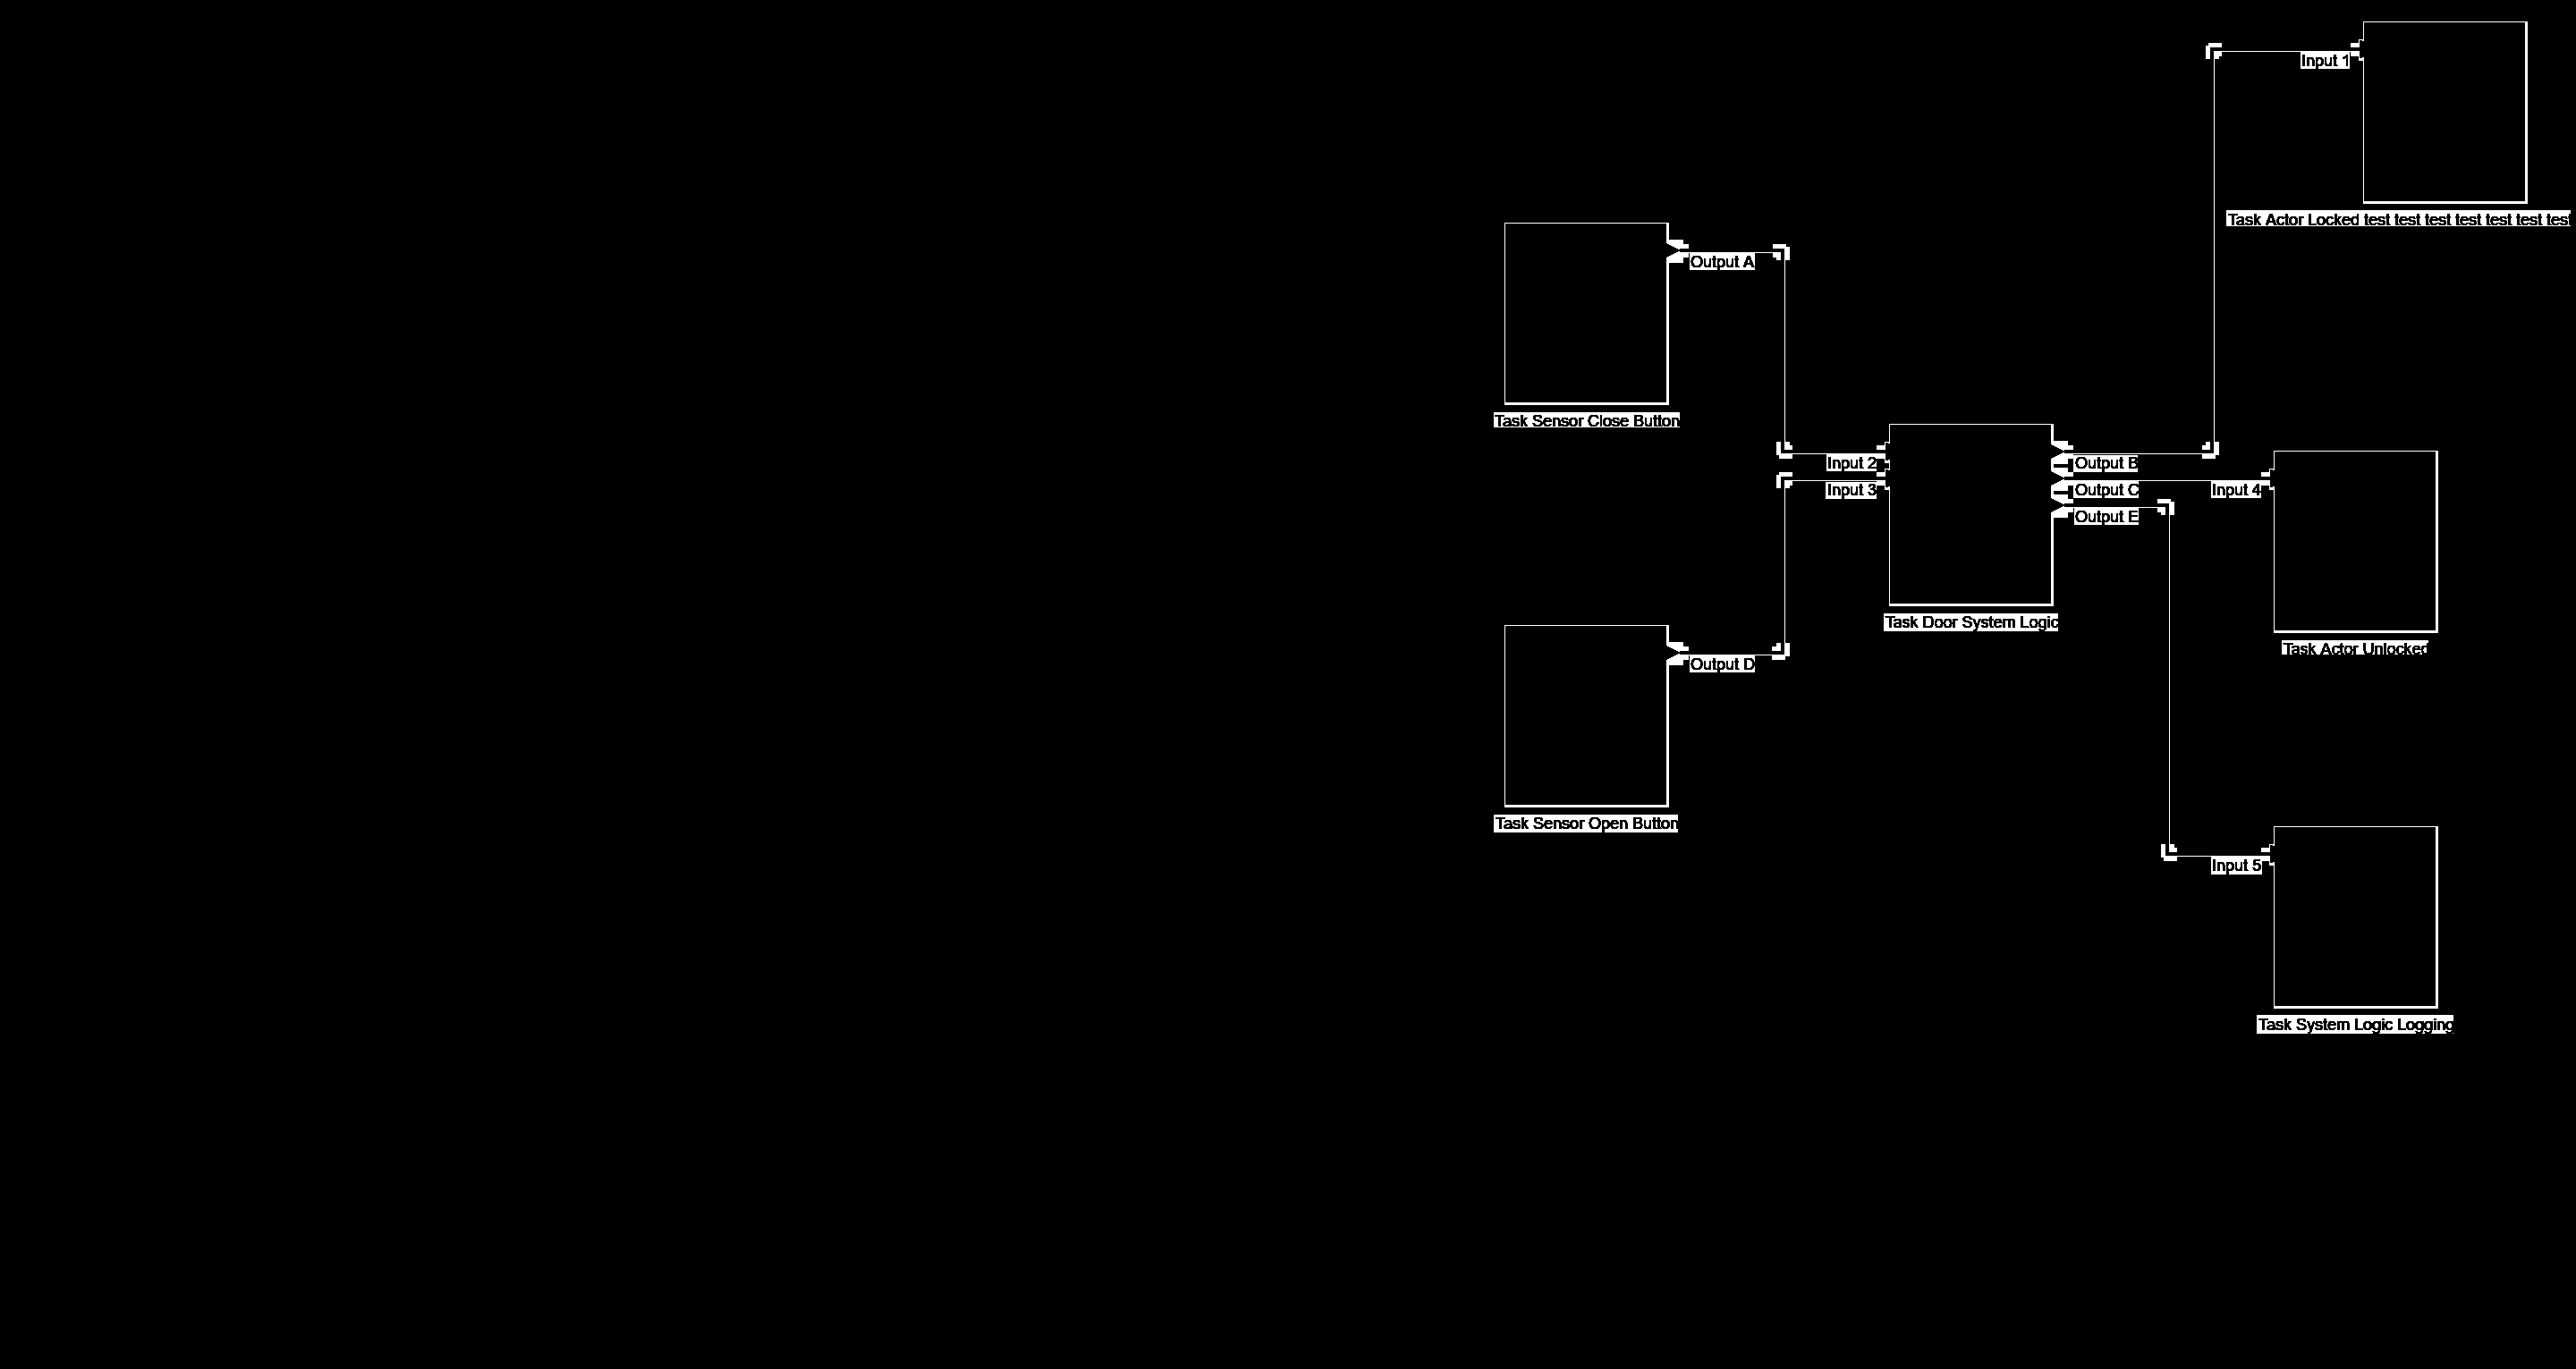 Input 1
Task Actor Locked test test test test test test test
Output A
Task Sensor Close Button
Input 2
Output B
Input 3
Output C
Input 4
Output E
Task Door System Logic
Task Actor Unlocked
Output D
Task Sensor Open Button
Input 5
Task System Logic Logging